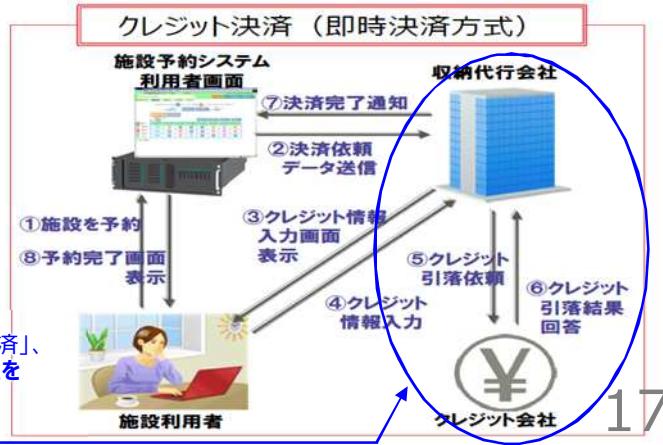 クレジット決済（即時決済方式）
施設予約システム
利用者画面
収納代行会社
⑦決済完了通知
②決済依頼
データ送信
①施設を予約
⑧予約完了画面
表示
③クレジット情報
入力画面
表示
④クレジット
情報入力
⑤クレジット
引落依頼
⑥クレジット
引落結果
回答
済」、
を
施設利用者
クレジット会社
17